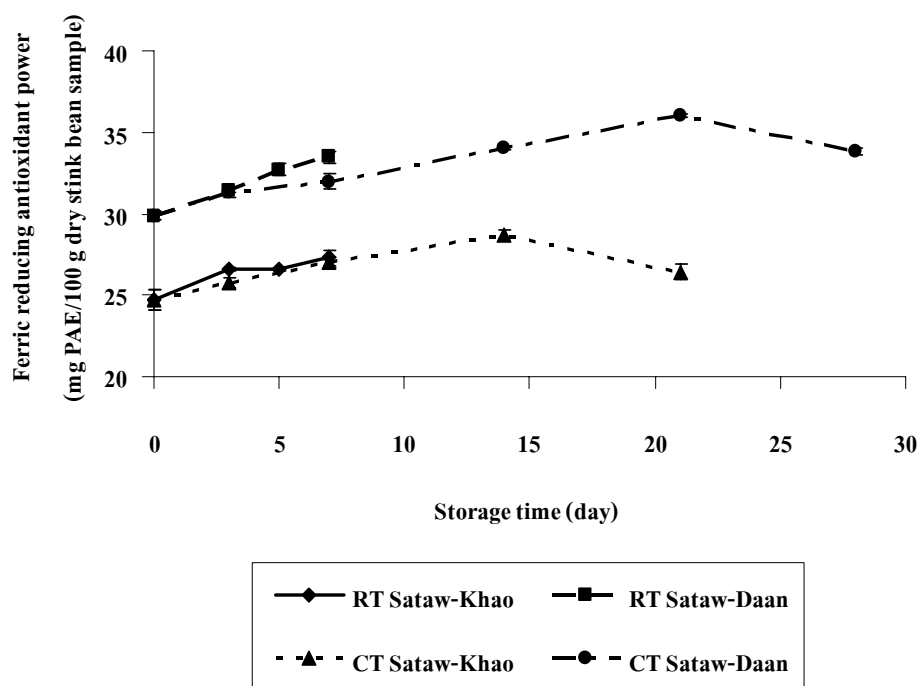 Ferric reducing antioxidant power
(mg PAE/100 g dry stink bean sample)
40
35
30
25
20
0 5 10 15 20 25 30
Storage time (day)
RT Sataw-Khao RT Sataw-Daan
CT Sataw-Khao CT Sataw-Daan